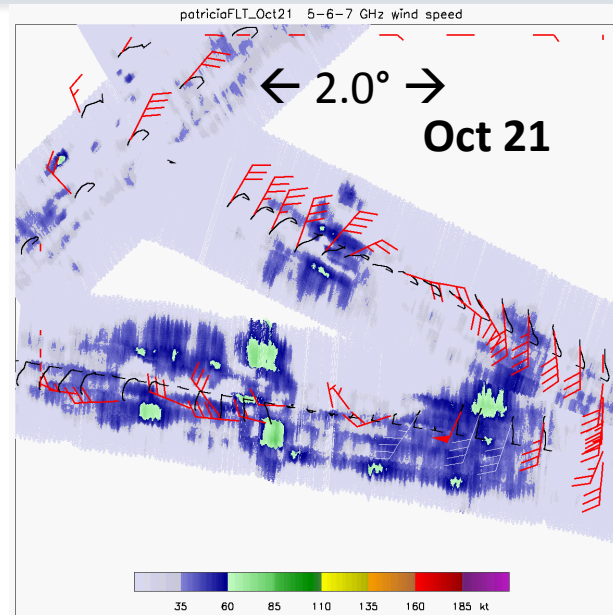 patriciaFLT_Oct21 5-6-7 GHz wind speed
← 2.0° →
Oct 21
35 60 85 110 135 160 185 kt